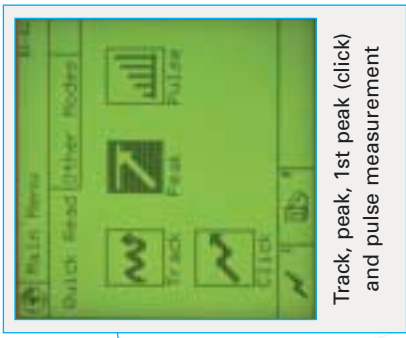 Main Menu
Quick Read Other Modes
Track Peak Pulse
Click
Track, peak, 1st peak (click)
and pulse measurement